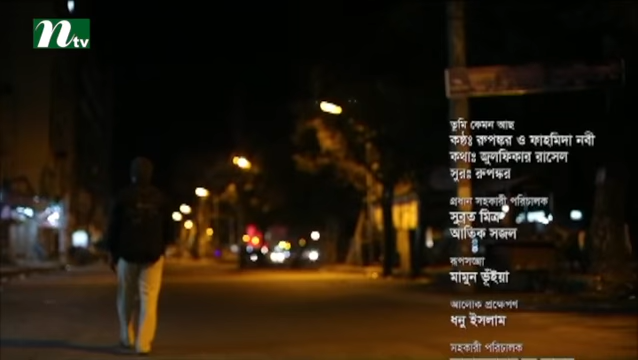 ntv
তুমি কেমন আছ
কণ্ঠঃ রুপঙ্কর ও ফাহমিদা নবী
কথাঃ জুলফিকার রাসেল
সুরঃ রুপঙ্কর
প্রধান সহকারী পরিচালক
সুব্রত মিত্র
আতিক সজল
রূপসজ্জা
মামুন ভূঁইয়া
আলোক প্রক্ষেপণ
ধনু ইসলাম
সহকারী পরিচালক